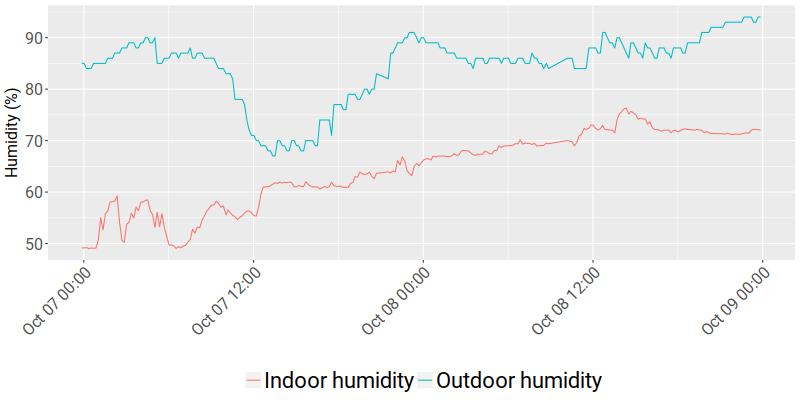 Humidity (%)
90
80
70
60
50
Oct 07 00:00
Oct 07 12:00
Oct 08 00:00
Oct 08 12:00
Oct 09 00:00
Indoor humidity Outdoor humidity